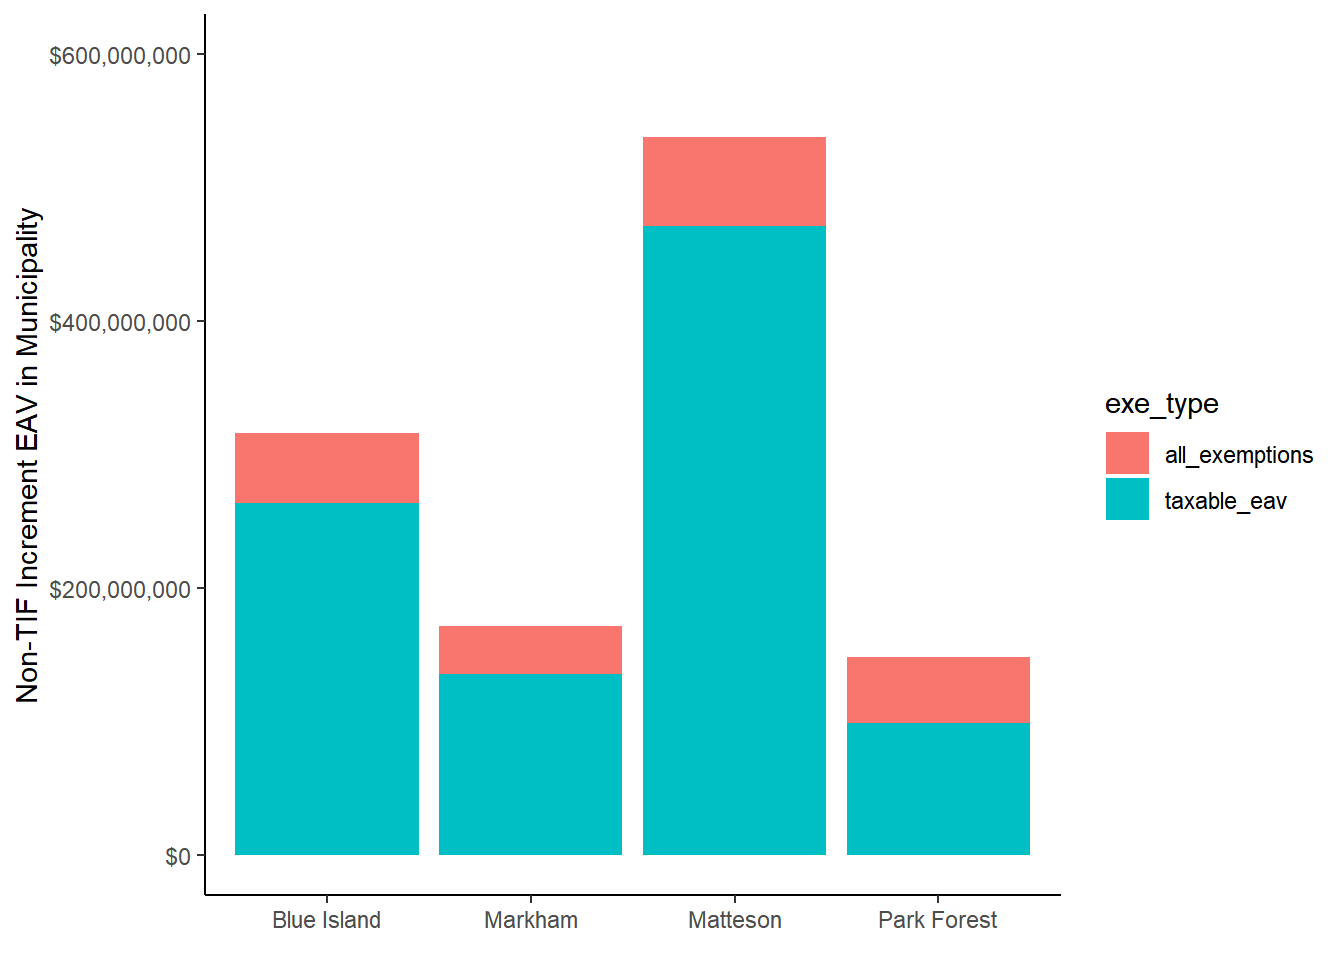 Non-TIF Increment EAV in Municipality
$600,000,000
$400,000,000
$200,000,000
$0
Blue Island
Markham
Matteson
Park Forest
exe_type
all_exemptions
taxable_eav